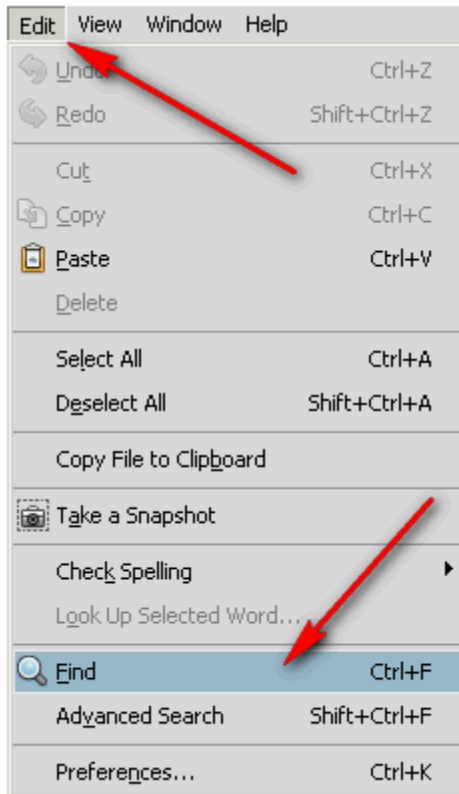 Edit View Window Help
Undo Ctrl+Z
Redo Shift+Ctrl+Z
Cut Ctrl+X
Copy Ctrl+C
Paste Ctrl+V
Delete
Select All Ctrl+A
Deselect All Shift+Ctrl+A
Copy File to Clipboard
Take a Snapshot
Check Spelling
Look Up Selected Word...
Find Ctrl+F
Advanced Search Shift+Ctrl+F
Preferences... Ctrl+K